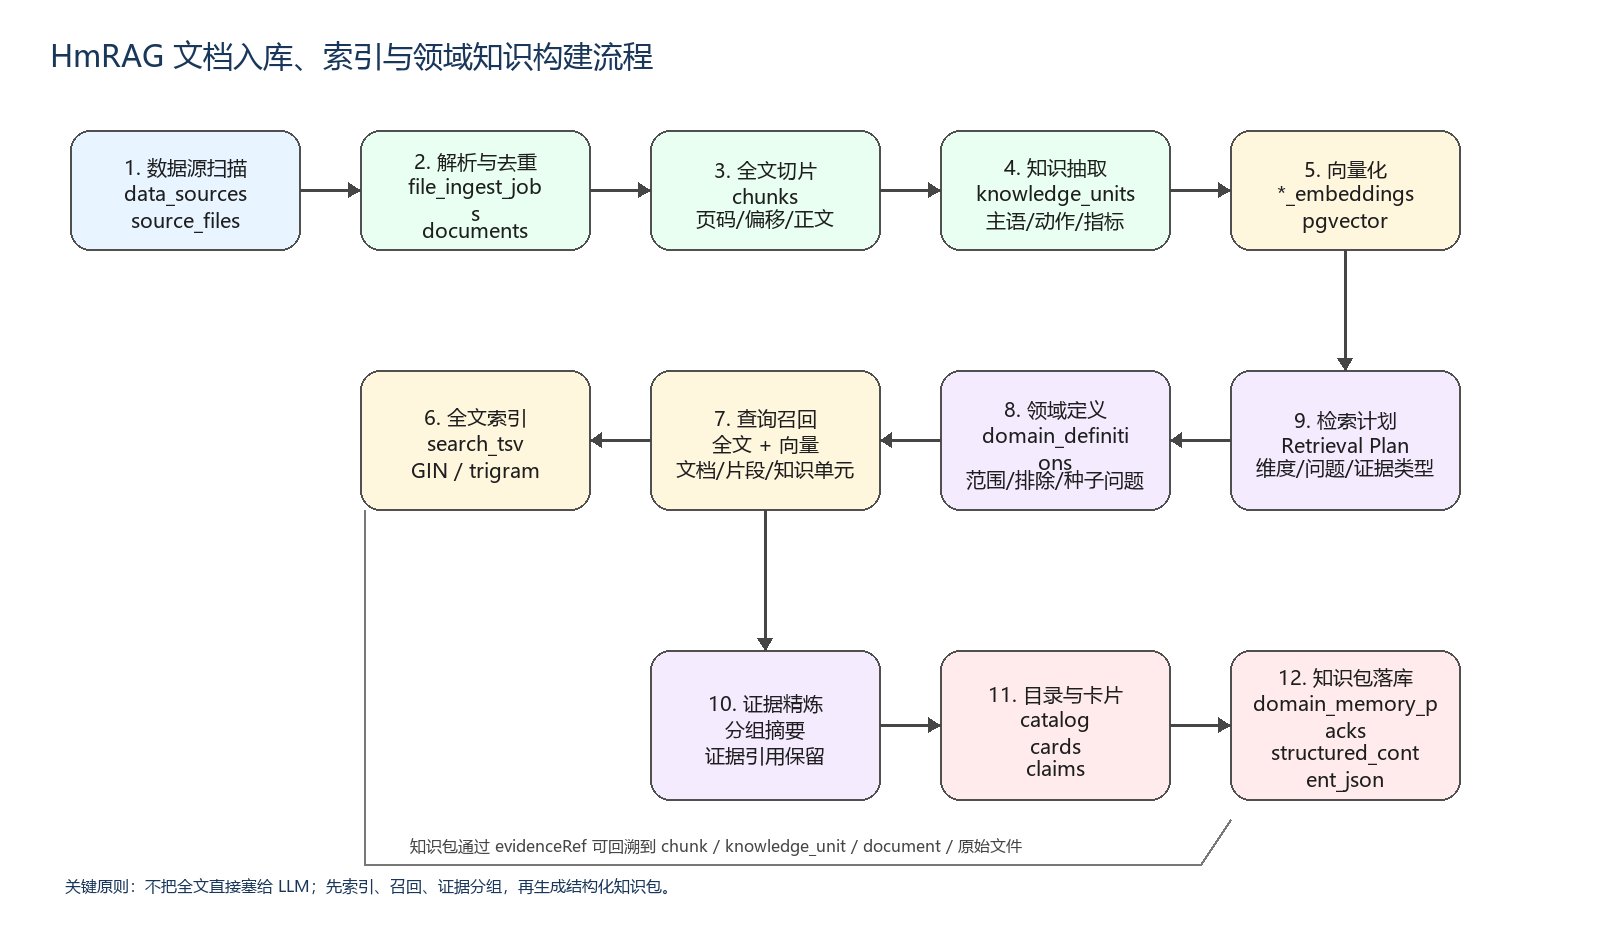 HmRAG 文档入库、索引与领域知识构建流程
1. 数据源扫描
data_sources
source_files
2. 解析与去重
file_ingest_job
s
documents
3. 全文切片
chunks
页码/偏移/正文
4. 知识抽取
knowledge_units
主语/动作/指标
5. 向量化
*_embeddings
pgvector
6. 全文索引
search_tsv
GIN / trigram
7. 查询召回
全文 + 向量
文档/片段/知识单元
8. 领域定义
domain_definiti
ons
范围/排除/种子问题
9. 检索计划
Retrieval Plan
维度/问题/证据类型
10. 证据精炼
分组摘要
证据引用保留
11. 目录与卡片
catalog
cards
claims
12. 知识包落库
domain_memory_p
acks
structured_cont
ent_json
知识包通过 evidenceRef 可回溯到 chunk / knowledge_unit / document / 原始文件
关键原则：不把全文直接塞给 LLM；先索引、召回、证据分组，再生成结构化知识包。